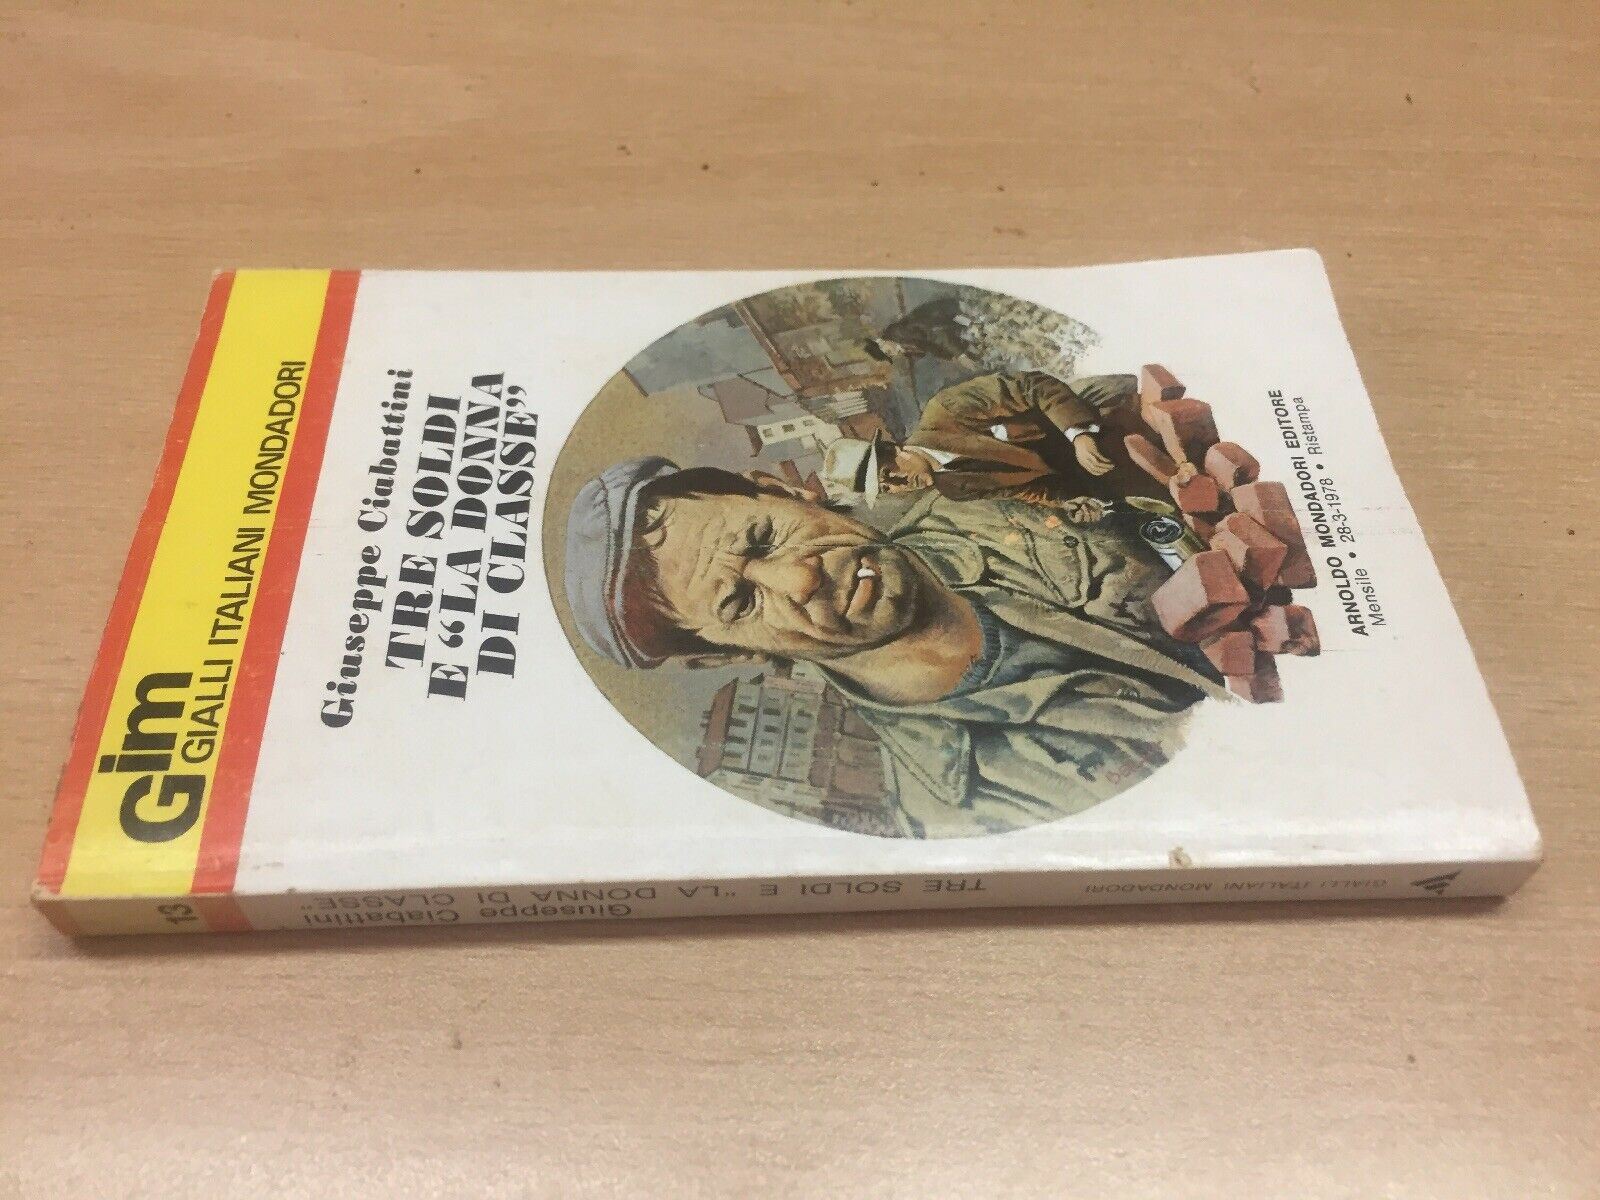 Gim
GIALLI ITALIANI MONDADORI
Giuseppe Ciabattini
TRE SOLDI
E “LA DONNA
DI CLASSE”
ARNOLDO MONDADORI EDITORE
Mensile • 28-3-1978 • Ristampa
13
Giuseppe Ciabattini
TRE SOLDI E "LA DONNA DI CLASSE"
GIALLI ITALIANI MONDADORI